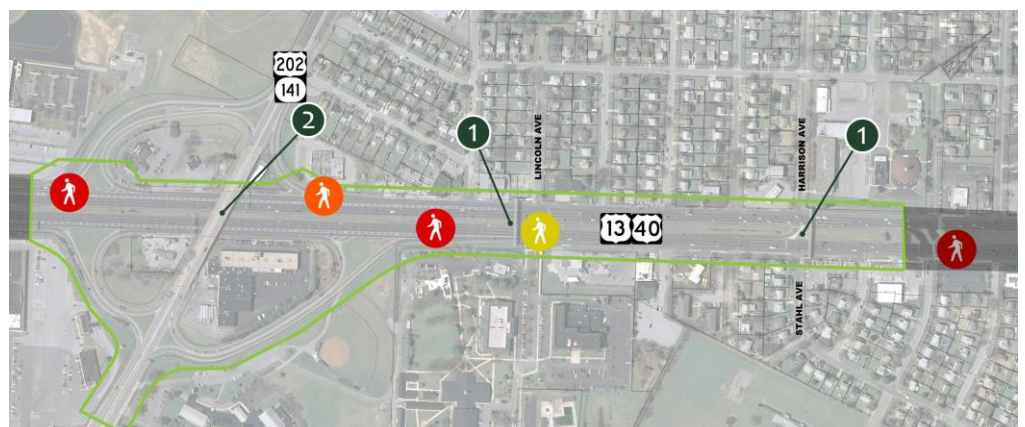 202
141
2
1
LINCOLN AVE
HARRISON AVE
1
13 40
STAHL AVE